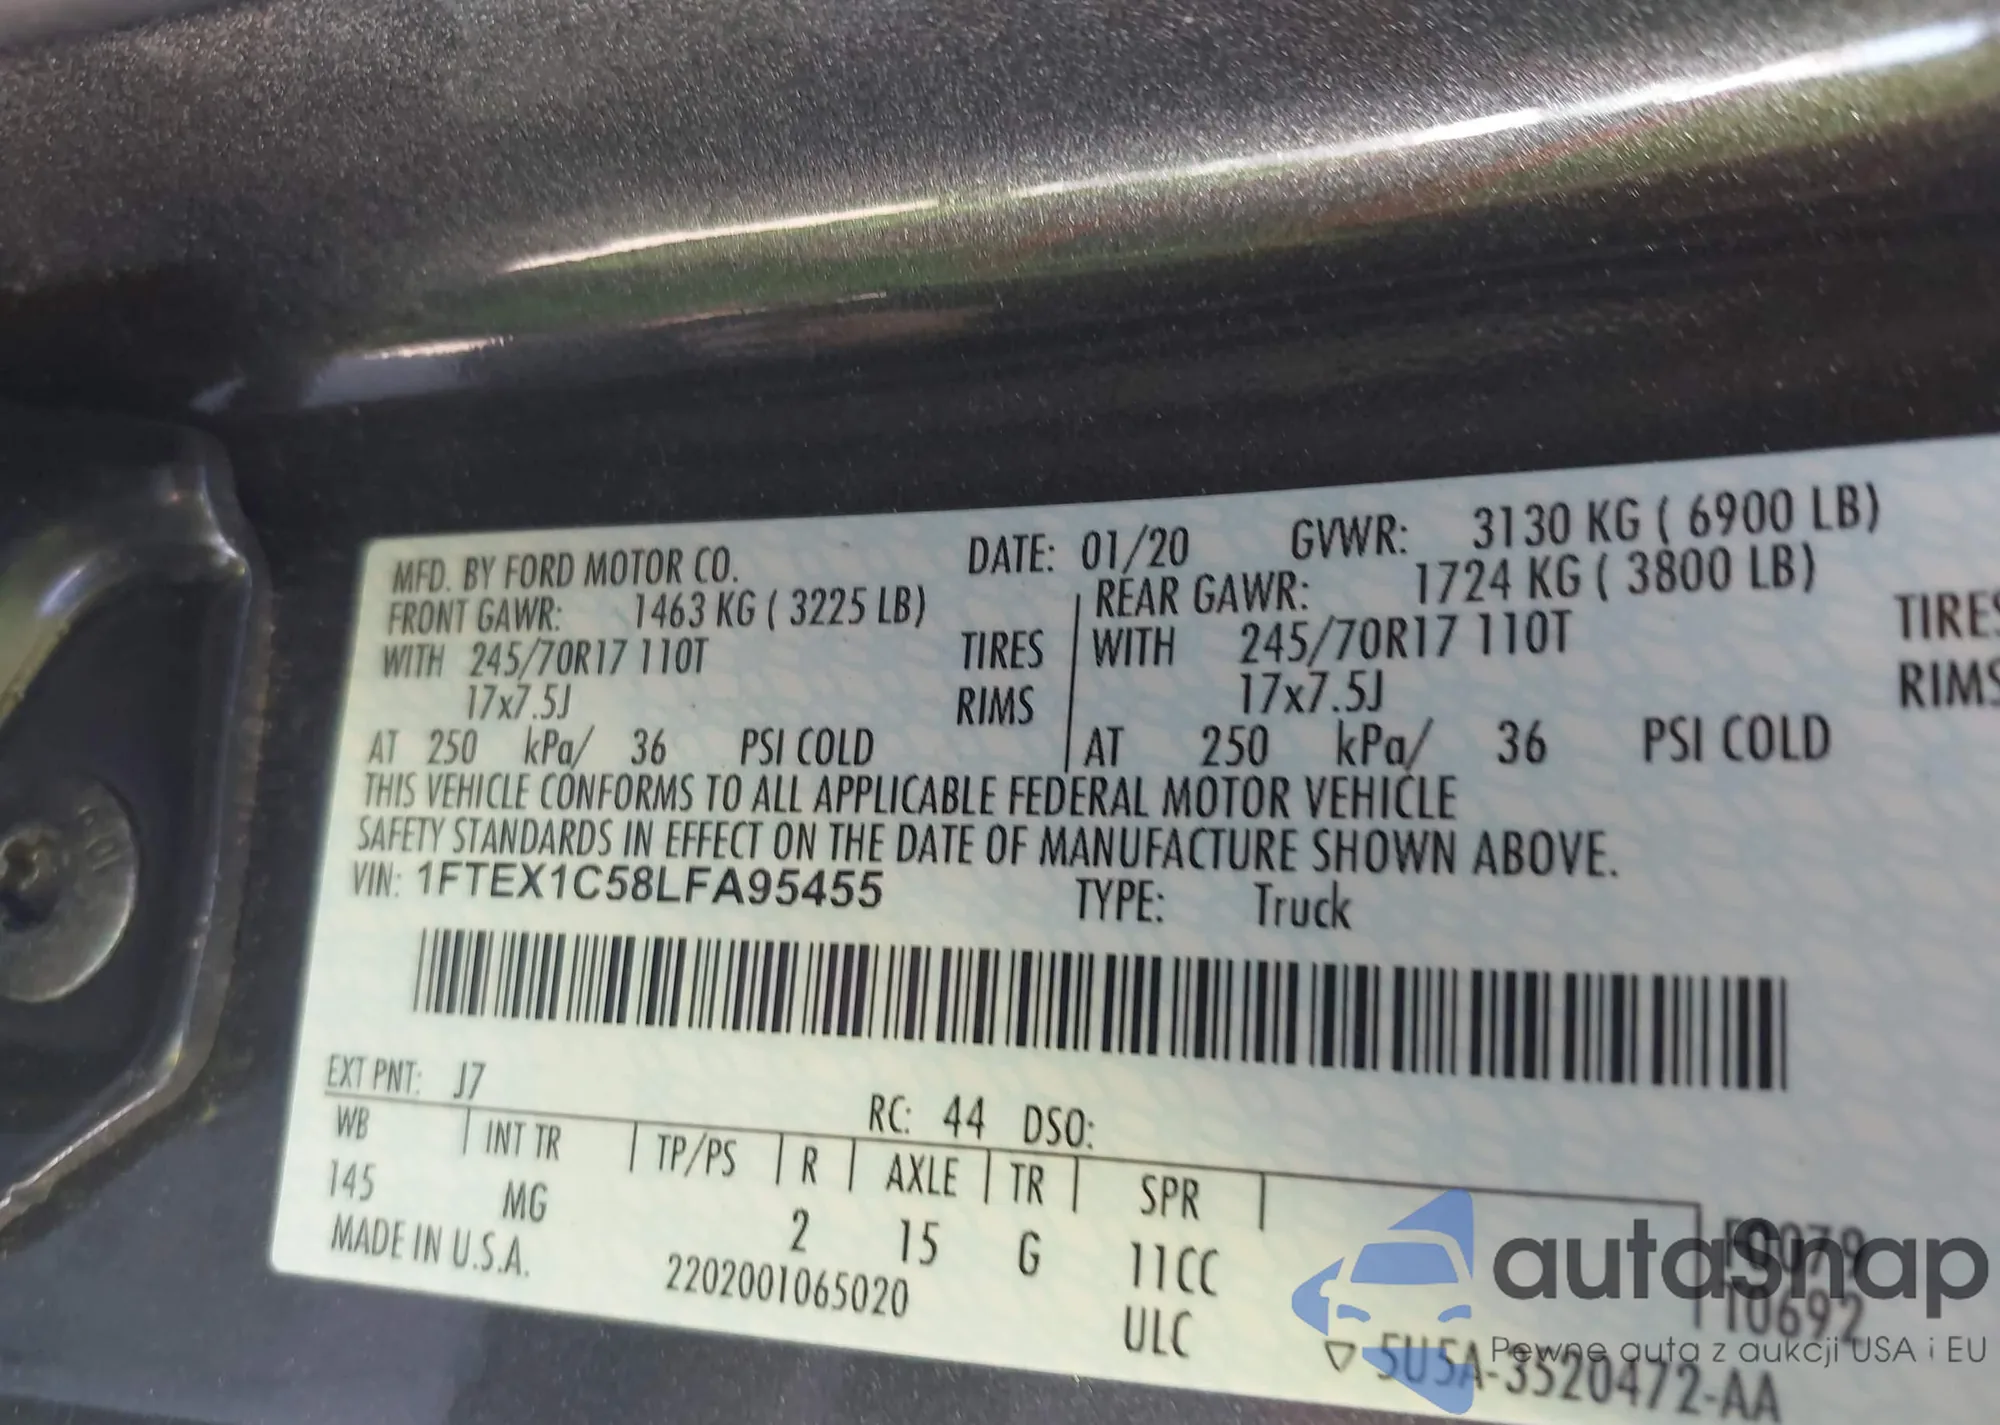 MFD. BY FORD MOTOR CO. DATE: 01/20 GVWR: 3130 KG ( 6900 LB)
FRONT GAWR: 1463 KG ( 3225 LB) REAR GAWR: 1724 KG ( 3800 LB)
WITH 245/70R17 110T TIRES WITH 245/70R17 110T TIRES
17x7.5J RIMS 17x7.5J RIMS
AT 250 kPa/ 36 PSI COLD AT 250 kPa/ 36 PSI COLD
THIS VEHICLE CONFORMS TO ALL APPLICABLE FEDERAL MOTOR VEHICLE
SAFETY STANDARDS IN EFFECT ON THE DATE OF MANUFACTURE SHOWN ABOVE.
VIN: 1FTEX1C58LFA95455 TYPE: Truck
EXT PNT: J7 RC: 44 DSO:
WB INT TR TP/PS R AXLE TR SPR
145 MG 2 15 G 11CC
MADE IN U.S.A. 2202001065020 ULC
10692
5U5A-3520472-AA
autosnap
Pewne auta z aukcji USA i EU